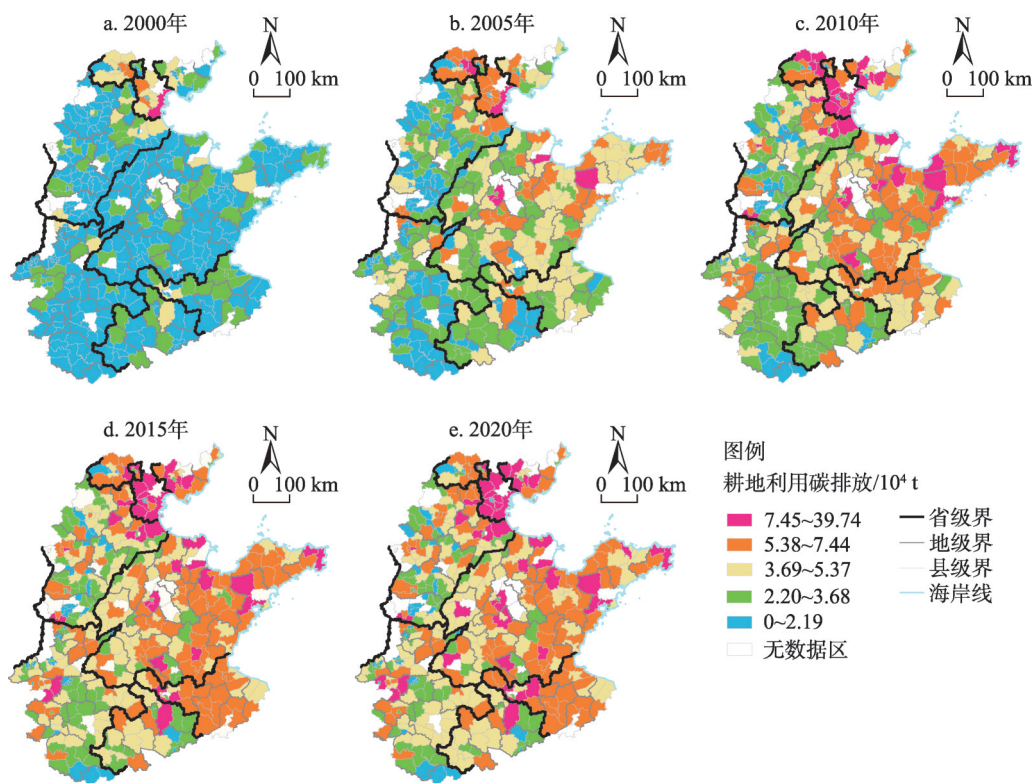 a. 2000年
N
0 100 km
b. 2005年
N
0 100 km
c. 2010年
N
0 100 km
d. 2015年
N
0 100 km
e. 2020年
N
0 100 km
图例
耕地利用碳排放/10⁴ t
7.45~39.74
5.38~7.44
3.69~5.37
2.20~3.68
0~2.19
无数据区
省级界
地级界
县级界
海岸线